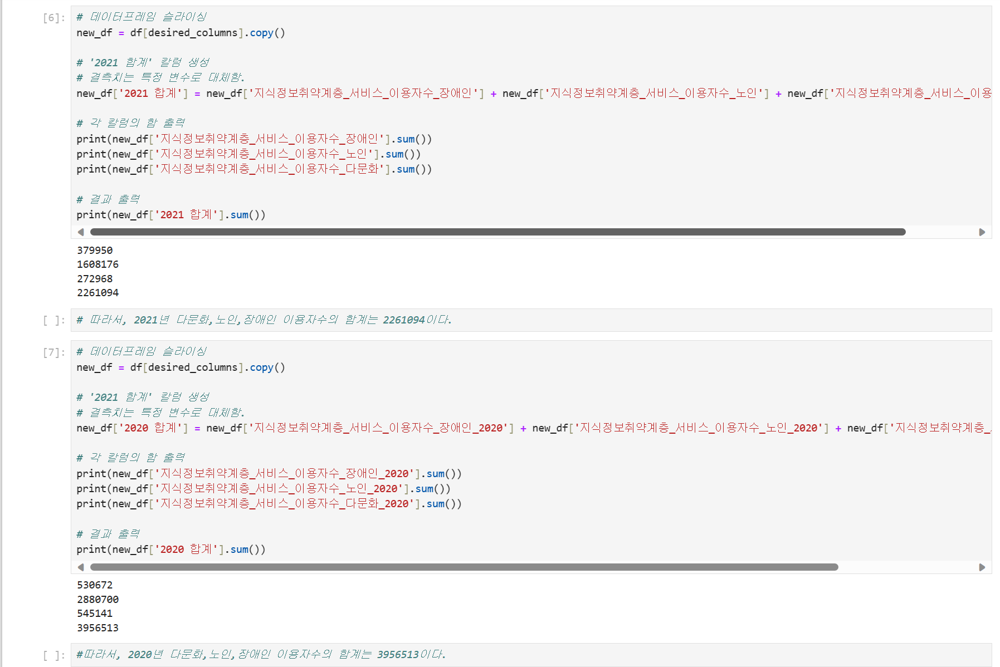 [6]:
# 데이터프레임 슬라이싱
new_df = df[desired_columns].copy()
# '2021 합계' 칼럼 생성
# 결측치는 특정 변수로 대체함.
new_df['2021 합계'] = new_df['지식정보취약계층_서비스_이용자수_장애인'] + new_df['지식정보취약계층_서비스_이용자수_노인'] + new_df['지식정보취약계층_서비스_이용
# 각 칼럼의 합 출력
print(new_df['지식정보취약계층_서비스_이용자수_장애인'].sum())
print(new_df['지식정보취약계층_서비스_이용자수_노인'].sum())
print(new_df['지식정보취약계층_서비스_이용자수_다문화'].sum())
# 결과 출력
print(new_df['2021 합계'].sum())
379950
1608176
272968
2261094
[ ]:
# 따라서, 2021년 다문화,노인,장애인 이용자수의 합계는 2261094이다.
[7]:
# 데이터프레임 슬라이싱
new_df = df[desired_columns].copy()
# '2021 합계' 칼럼 생성
# 결측치는 특정 변수로 대체함.
new_df['2020 합계'] = new_df['지식정보취약계층_서비스_이용자수_장애인_2020'] + new_df['지식정보취약계층_서비스_이용자수_노인_2020'] + new_df['지식정보취약계층_
# 각 칼럼의 합 출력
print(new_df['지식정보취약계층_서비스_이용자수_장애인_2020'].sum())
print(new_df['지식정보취약계층_서비스_이용자수_노인_2020'].sum())
print(new_df['지식정보취약계층_서비스_이용자수_다문화_2020'].sum())
# 결과 출력
print(new_df['2020 합계'].sum())
530672
2880700
545141
3956513
[ ]:
#따라서, 2020년 다문화,노인,장애인 이용자수의 합계는 3956513이다.